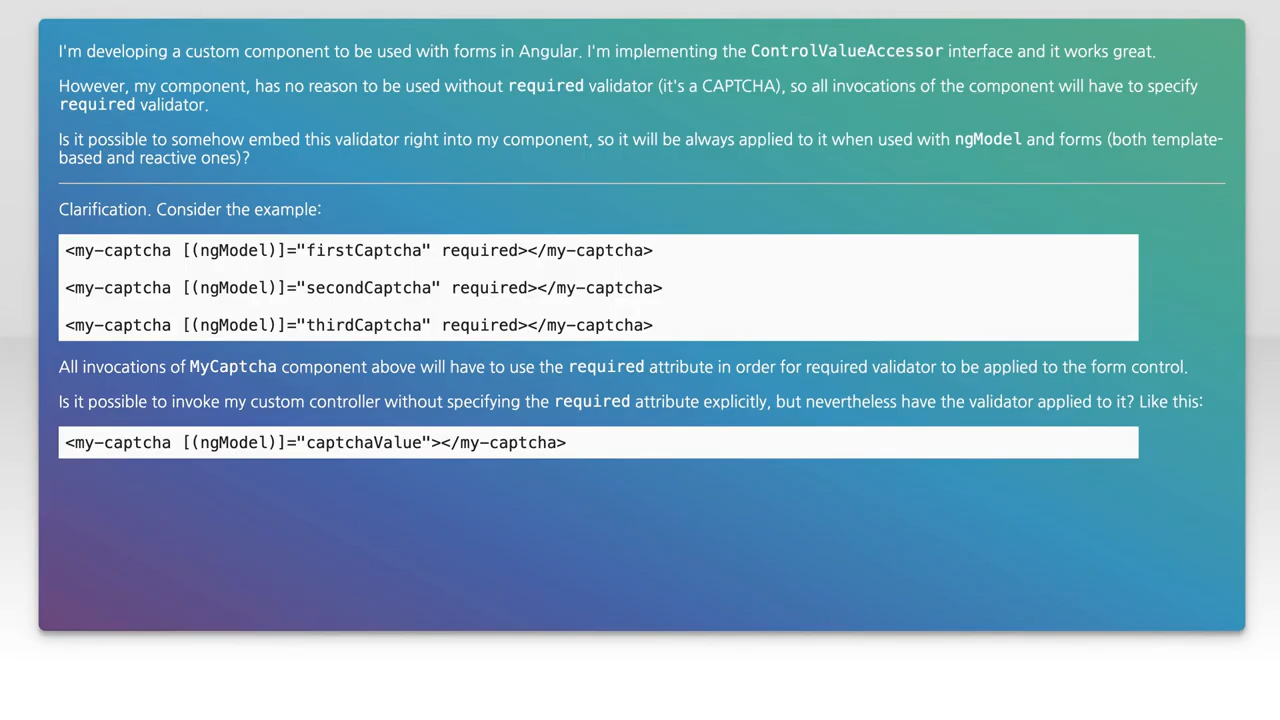 I'm developing a custom component to be used with forms in Angular. I'm implementing the ControlValueAccessor interface and it works great.
However, my component, has no reason to be used without required validator (it's a CAPTCHA), so all invocations of the component will have to specify
required validator.
Is it possible to somehow embed this validator right into my component, so it will be always applied to it when used with ngModel and forms (both template-
based and reactive ones)?
Clarification. Consider the example:
<my-captcha [(ngModel)]="firstCaptcha" required></my-captcha>
<my-captcha [(ngModel)]="secondCaptcha" required></my-captcha>
<my-captcha [(ngModel)]="thirdCaptcha" required></my-captcha>
All invocations of MyCaptcha component above will have to use the required attribute in order for required validator to be applied to the form control.
Is it possible to invoke my custom controller without specifying the required attribute explicitly, but nevertheless have the validator applied to it? Like this:
<my-captcha [(ngModel)]="captchaValue"></my-captcha>